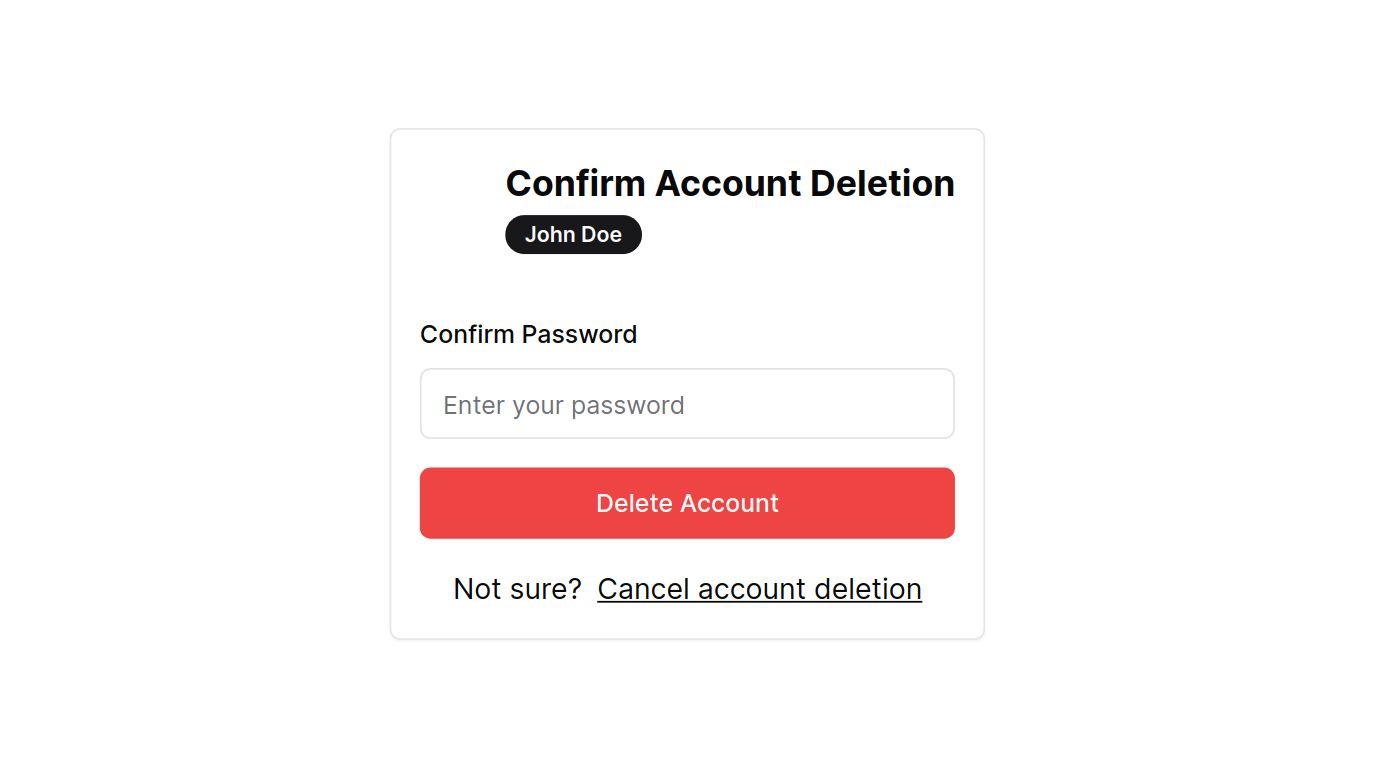 Confirm Account Deletion
John Doe
Confirm Password
Enter your password
Delete Account
Not sure? Cancel account deletion